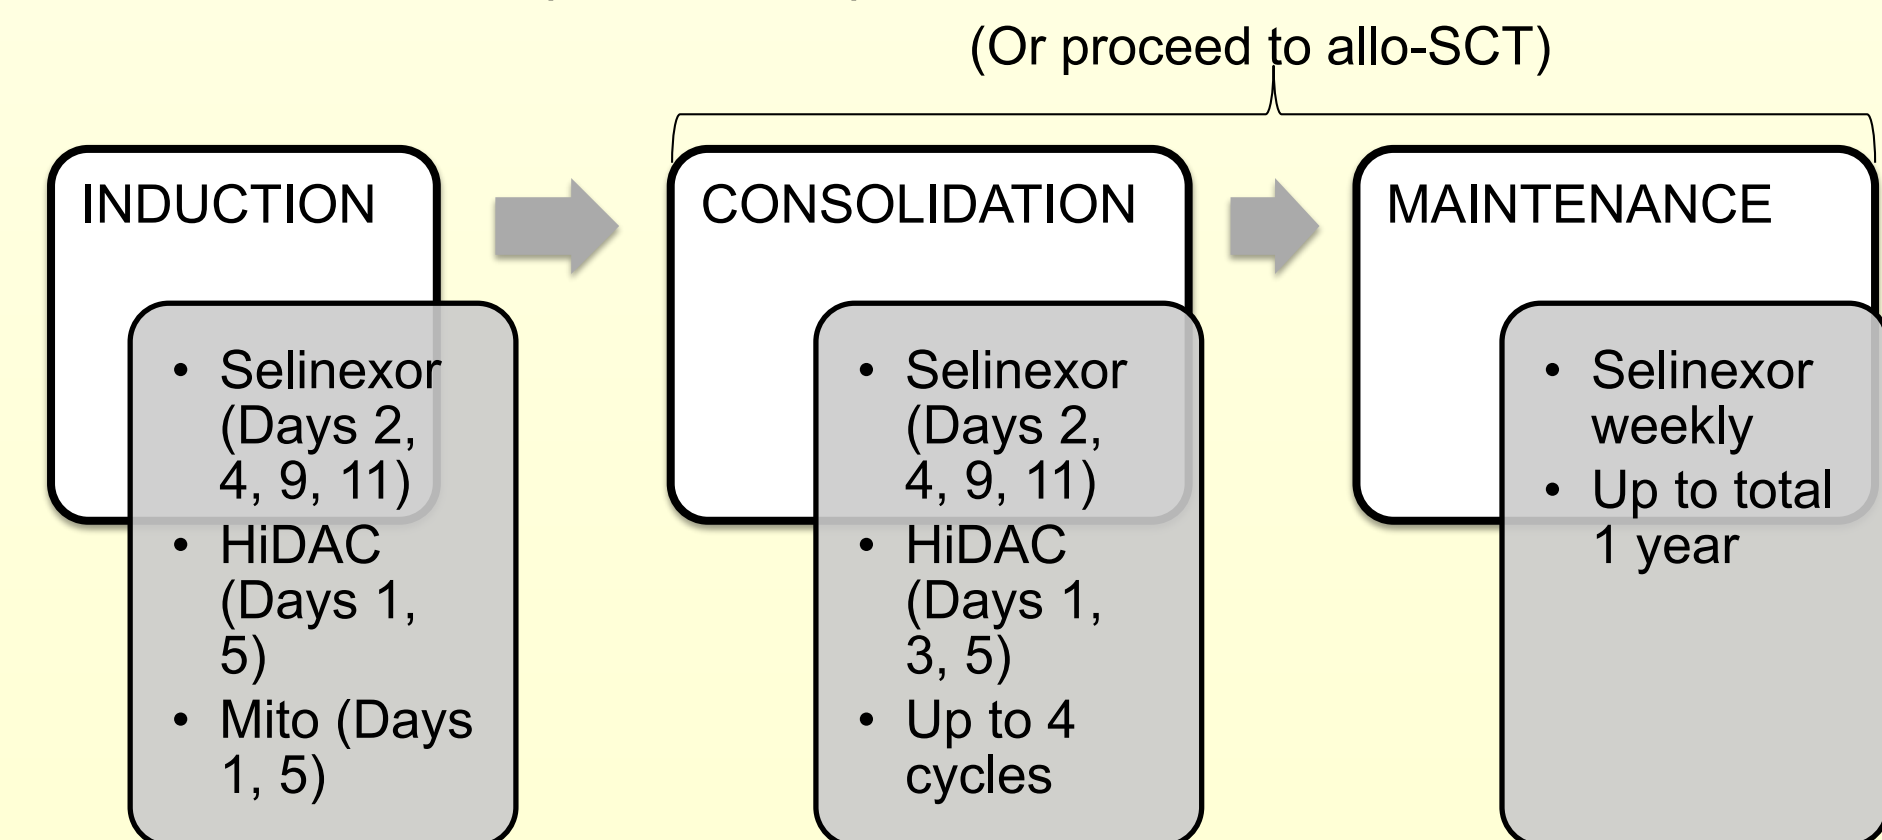 (Or proceed to allo-SCT)
INDUCTION
• Selinexor
(Days 2,
4, 9, 11)
• HiDAC
(Days 1,
5)
• Mito (Days
1, 5)
CONSOLIDATION
• Selinexor
(Days 2,
4, 9, 11)
• HiDAC
(Days 1,
3, 5)
• Up to 4
cycles
MAINTENANCE
• Selinexor
weekly
• Up to total
1 year